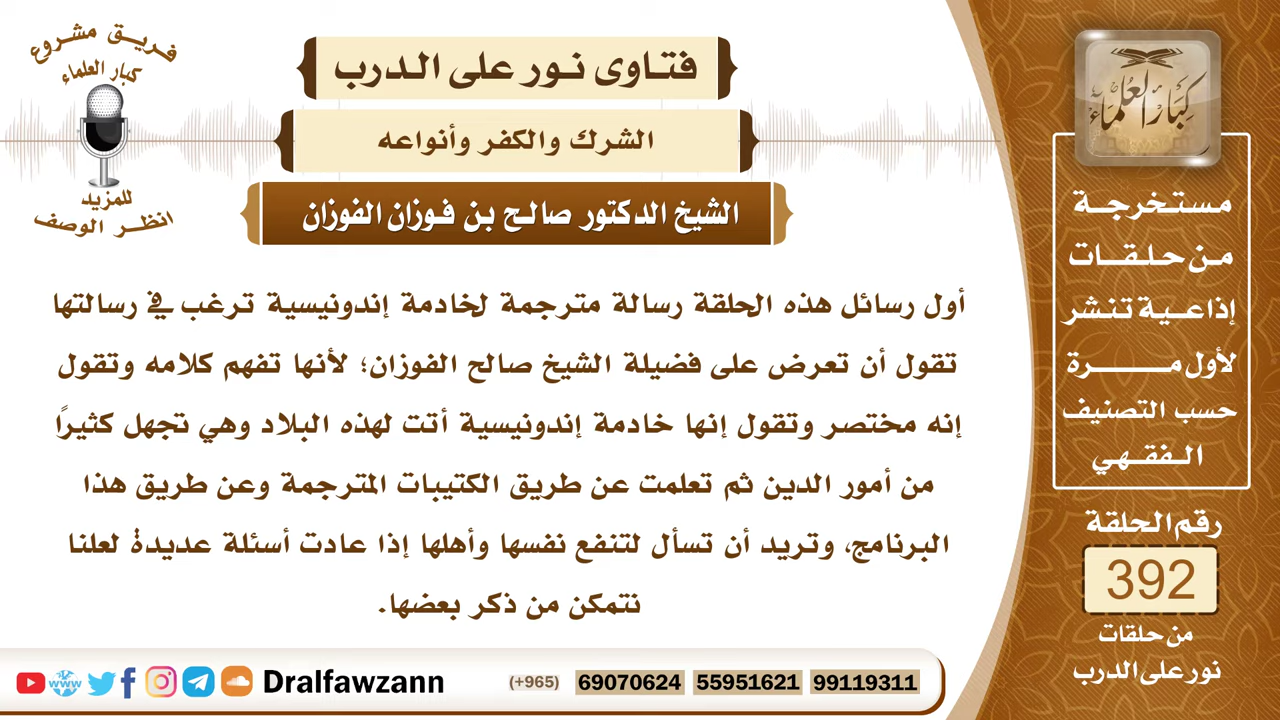 فريق مشروع
كبار العلماء
للمزيد
انظر الوصف
فتاوى نور على الدرب
الشرك والكفر وأنواعه
الشيخ الدكتور صالح بن فوزان الفوزان
أول رسائل هذه الحلقة رسالة مترجمة لخادمة إندونيسية ترغب في رسالتها
تقول أن تعرض على فضيلة الشيخ صالح الفوزان؛ لأنها تفهم كلامه وتقول
إنه مختصر وتقول إنها خادمة إندونيسية أتت لهذه البلاد وهي تجهل كثيرًا
من أمور الدين ثم تعلمت عن طريق الكتيبات المترجمة وعن طريق هذا
البرنامج، وتريد أن تسأل لتنفع نفسها وأهلها إذا عادت أسئلة عديدة لعلنا
نتمكن من ذكر بعضها.
كبار العلماء
مستخرجة
من حلقات
إذاعية تنشر
لأول مرة
حسب التصنيف
الفقهي
رقم الحلقة
392
من حلقات
نور على الدرب
www Dralfawzann (+965) 69070624 55951621 99119311